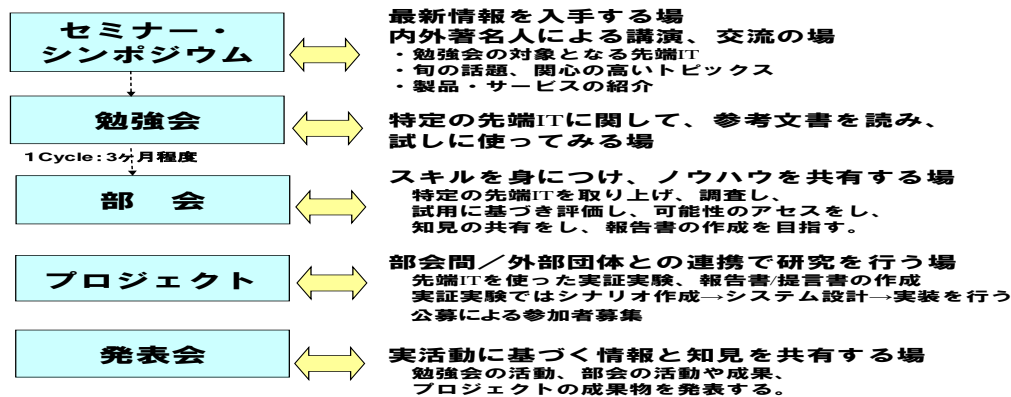 セミナー・
シンポジウム
最新情報を入手する場
内外著名人による講演、交流の場
・勉強会の対象となる先端IT
・旬の話題、関心の高いトピックス
・製品・サービスの紹介
勉強会
特定の先端ITに関して、参考文書を読み、
試しに使ってみる場
1Cycle:3ヶ月程度
部　会
スキルを身につけ、ノウハウを共有する場
特定の先端ITを取り上げ、調査し、
試用に基づき評価し、可能性のアセスをし、
知見の共有をし、報告書の作成を目指す。
プロジェクト
部会間／外部団体との連携で研究を行う場
先端ITを使った実証実験、報告書/提言書の作成
実証実験ではシナリオ作成→システム設計→実装を行う
公募による参加者募集
発表会
実活動に基づく情報と知見を共有する場
勉強会の活動、部会の活動や成果、
プロジェクトの成果物を発表する。